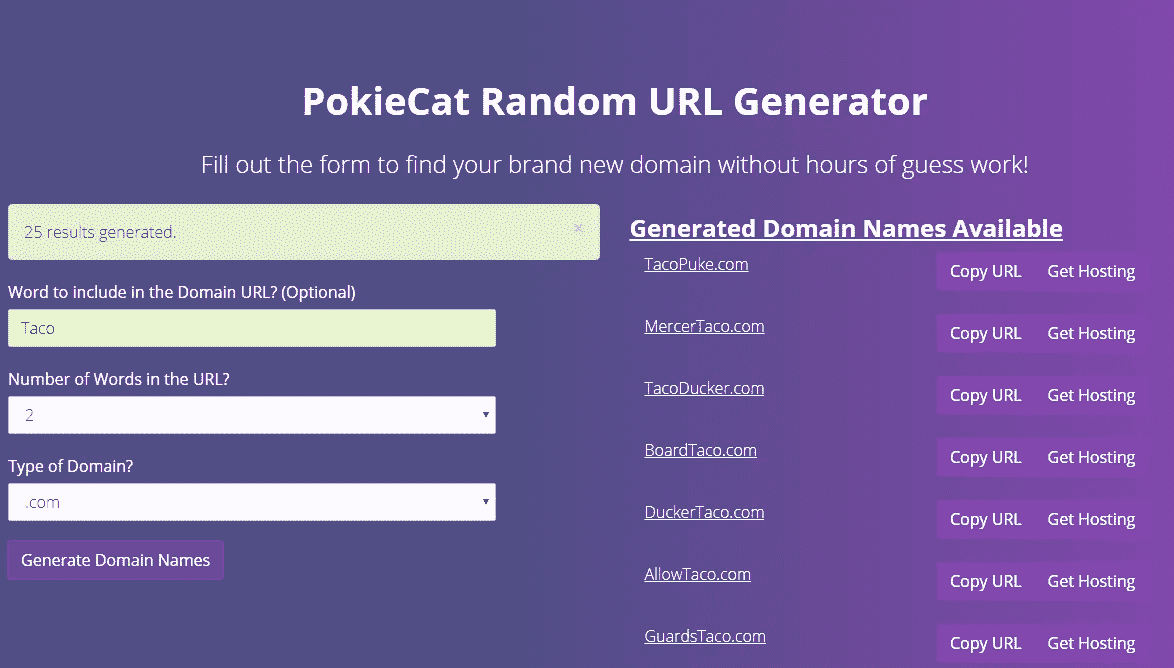 PokieCat Random URL Generator
Fill out the form to find your brand new domain without hours of guess work!
25 results generated. ×
Word to include in the Domain URL? (Optional)
Taco
Number of Words in the URL?
2
Type of Domain?
.com
Generate Domain Names
Generated Domain Names Available
TacoPuke.com Copy URL Get Hosting
MercerTaco.com Copy URL Get Hosting
TacoDucker.com Copy URL Get Hosting
BoardTaco.com Copy URL Get Hosting
DuckerTaco.com Copy URL Get Hosting
AllowTaco.com Copy URL Get Hosting
GuardsTaco.com Copy URL Get Hosting